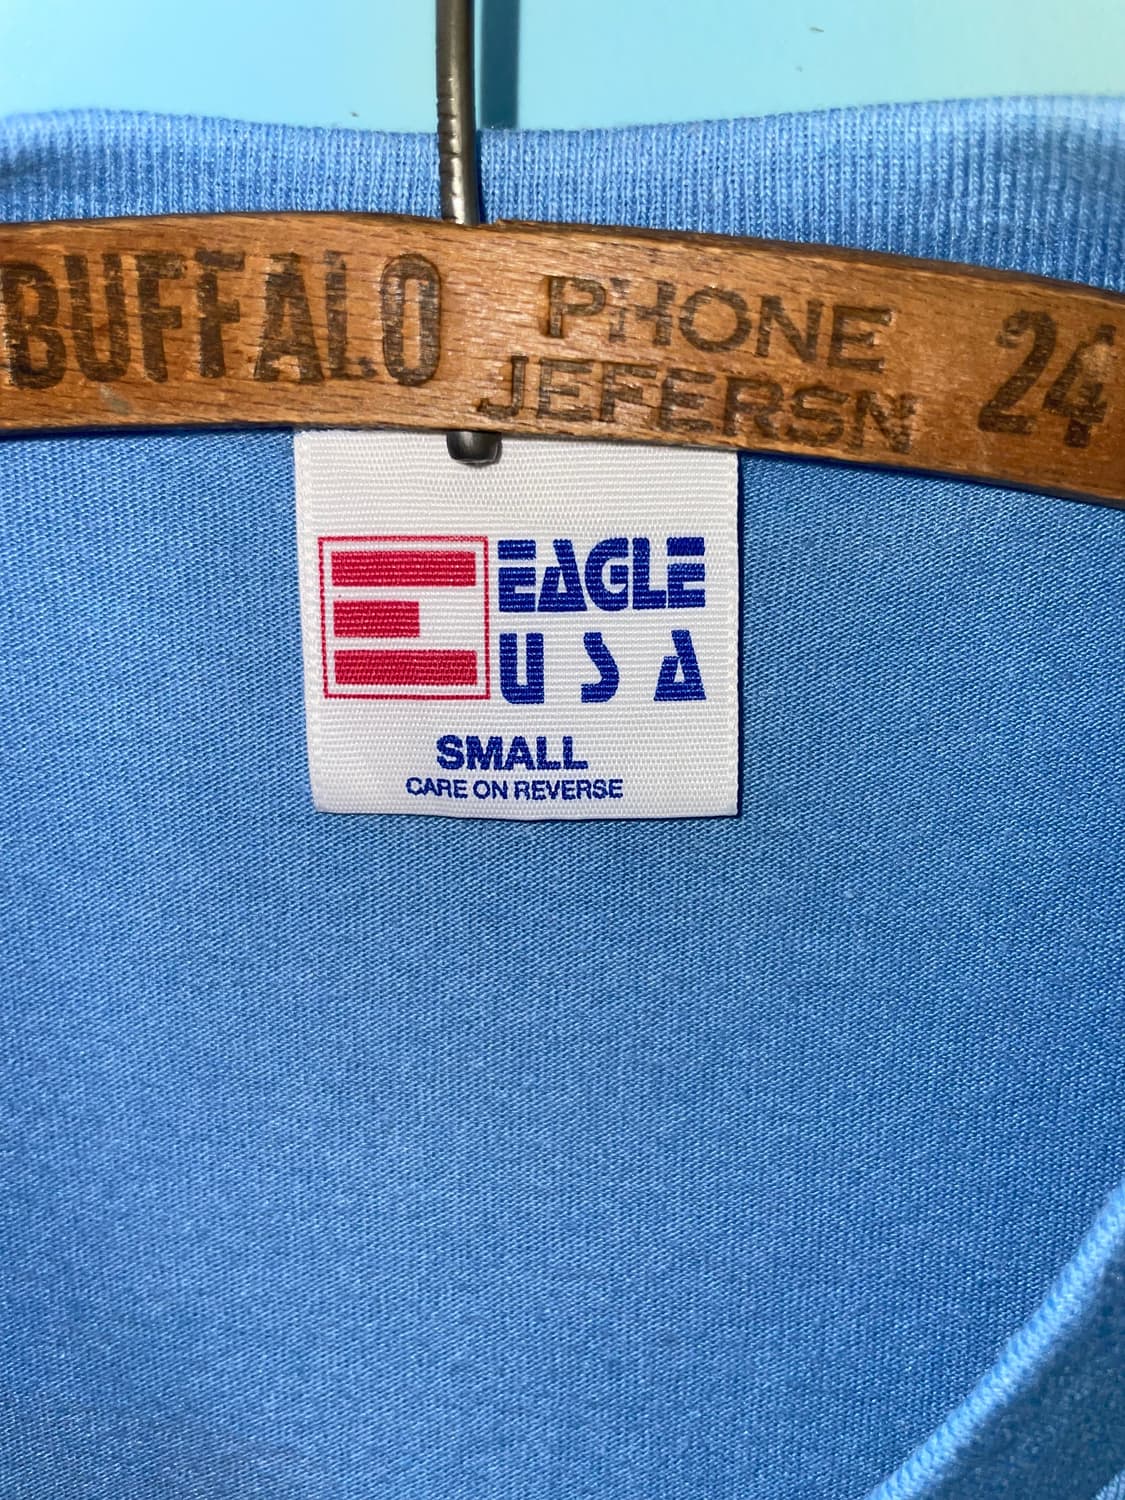 BUFFALO
PHONE
JEFERSN
24
EAGLE
USA
SMALL
CARE ON REVERSE